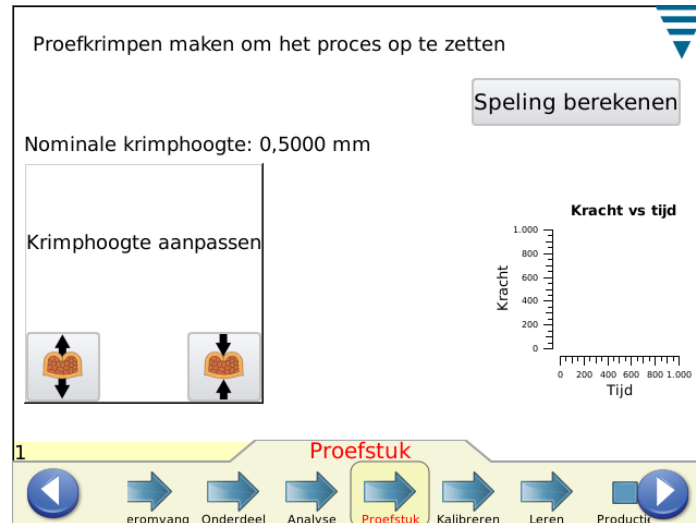 Proefkrimpen maken om het proces op te zetten
Speling berekenen
Nominale krimphoogte: 0,5000 mm
Krimphoogte aanpassen
Kracht vs tijd
Kracht
1.000
800
600
400
200
0
0 200 400 600 800 1.000
Tijd
1
Proefstuk
eromvang Onderdeel Analyse Proefstuk Kalibreren Leren Producti